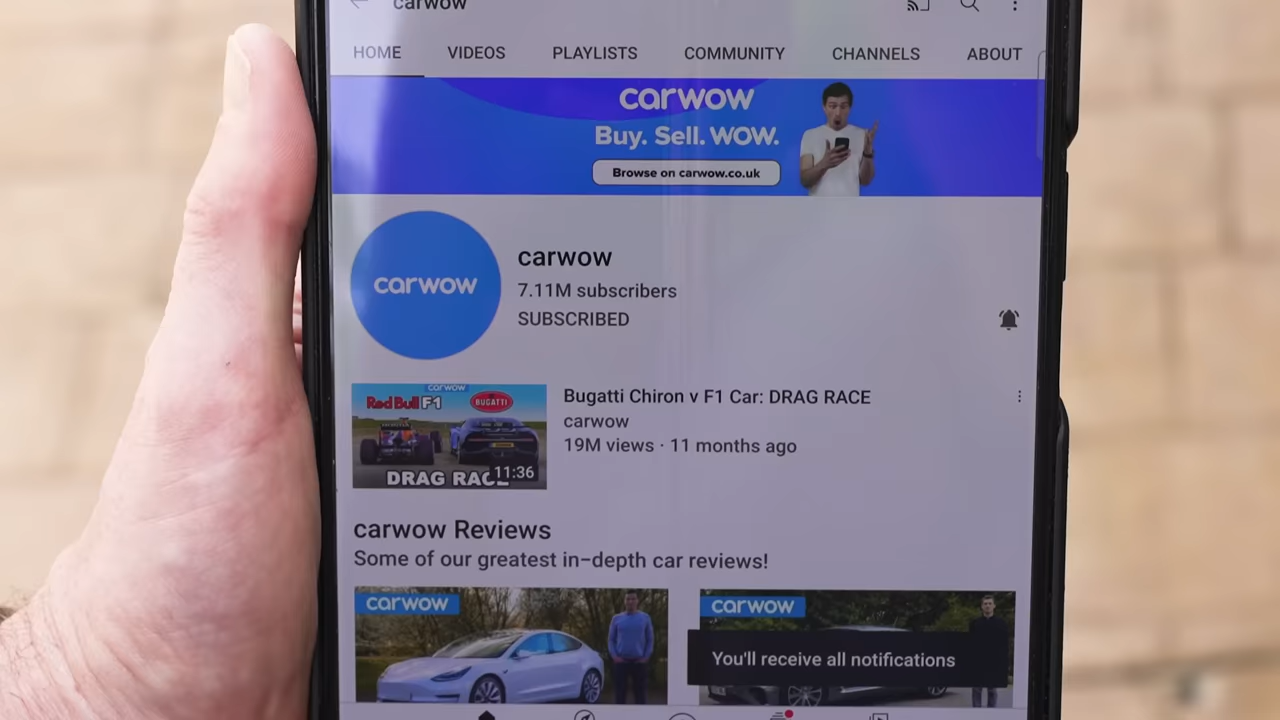 carwow
HOME VIDEOS PLAYLISTS COMMUNITY CHANNELS ABOUT
carwow
Buy. Sell. WOW.
Browse on carwow.co.uk
carwow
carwow
7.11M subscribers
SUBSCRIBED
carwow
Red Bull F1
BUGATTI
DRAG RACE
11:36
Bugatti Chiron v F1 Car: DRAG RACE
carwow
19M views · 11 months ago
carwow Reviews
Some of our greatest in-depth car reviews!
carwow
carwow
You'll receive all notifications